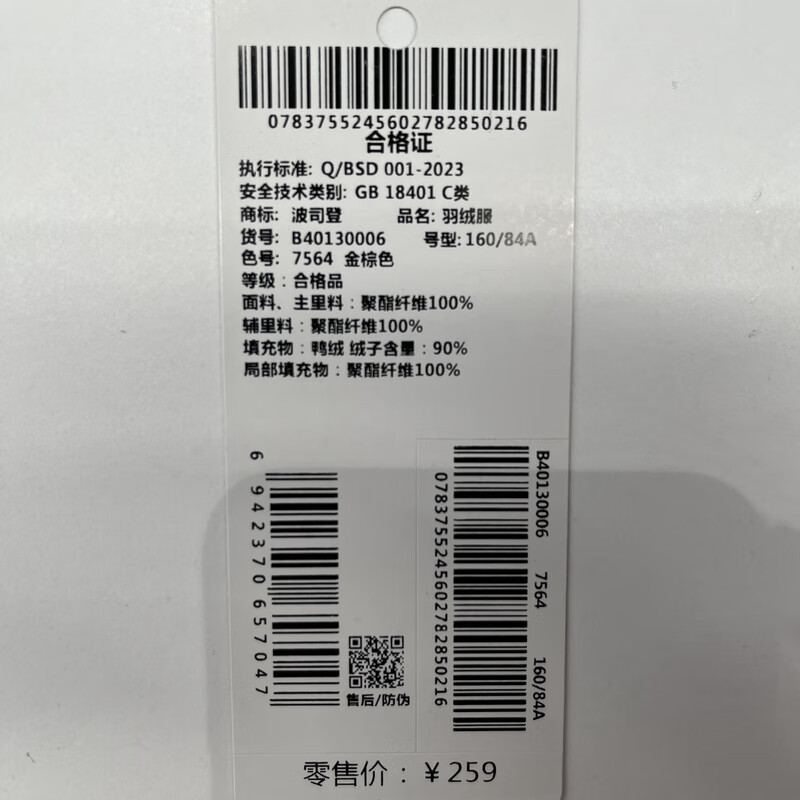 0783755245602782850216
合格证
执行标准: Q/BSD 001-2023
安全技术类别: GB 18401 C类
商标: 波司登 品名: 羽绒服
货号: B40130006 号型: 160/84A
色号: 7564 金棕色
等级：合格品
面料、主里料：聚酯纤维100%
辅里料：聚酯纤维100%
填充物：鸭绒 绒子含量：90%
局部填充物：聚酯纤维100%
6 942370 657047
售后/防伪
0783755245602782850216
B40130006 7564 160/84A
零售价：￥259